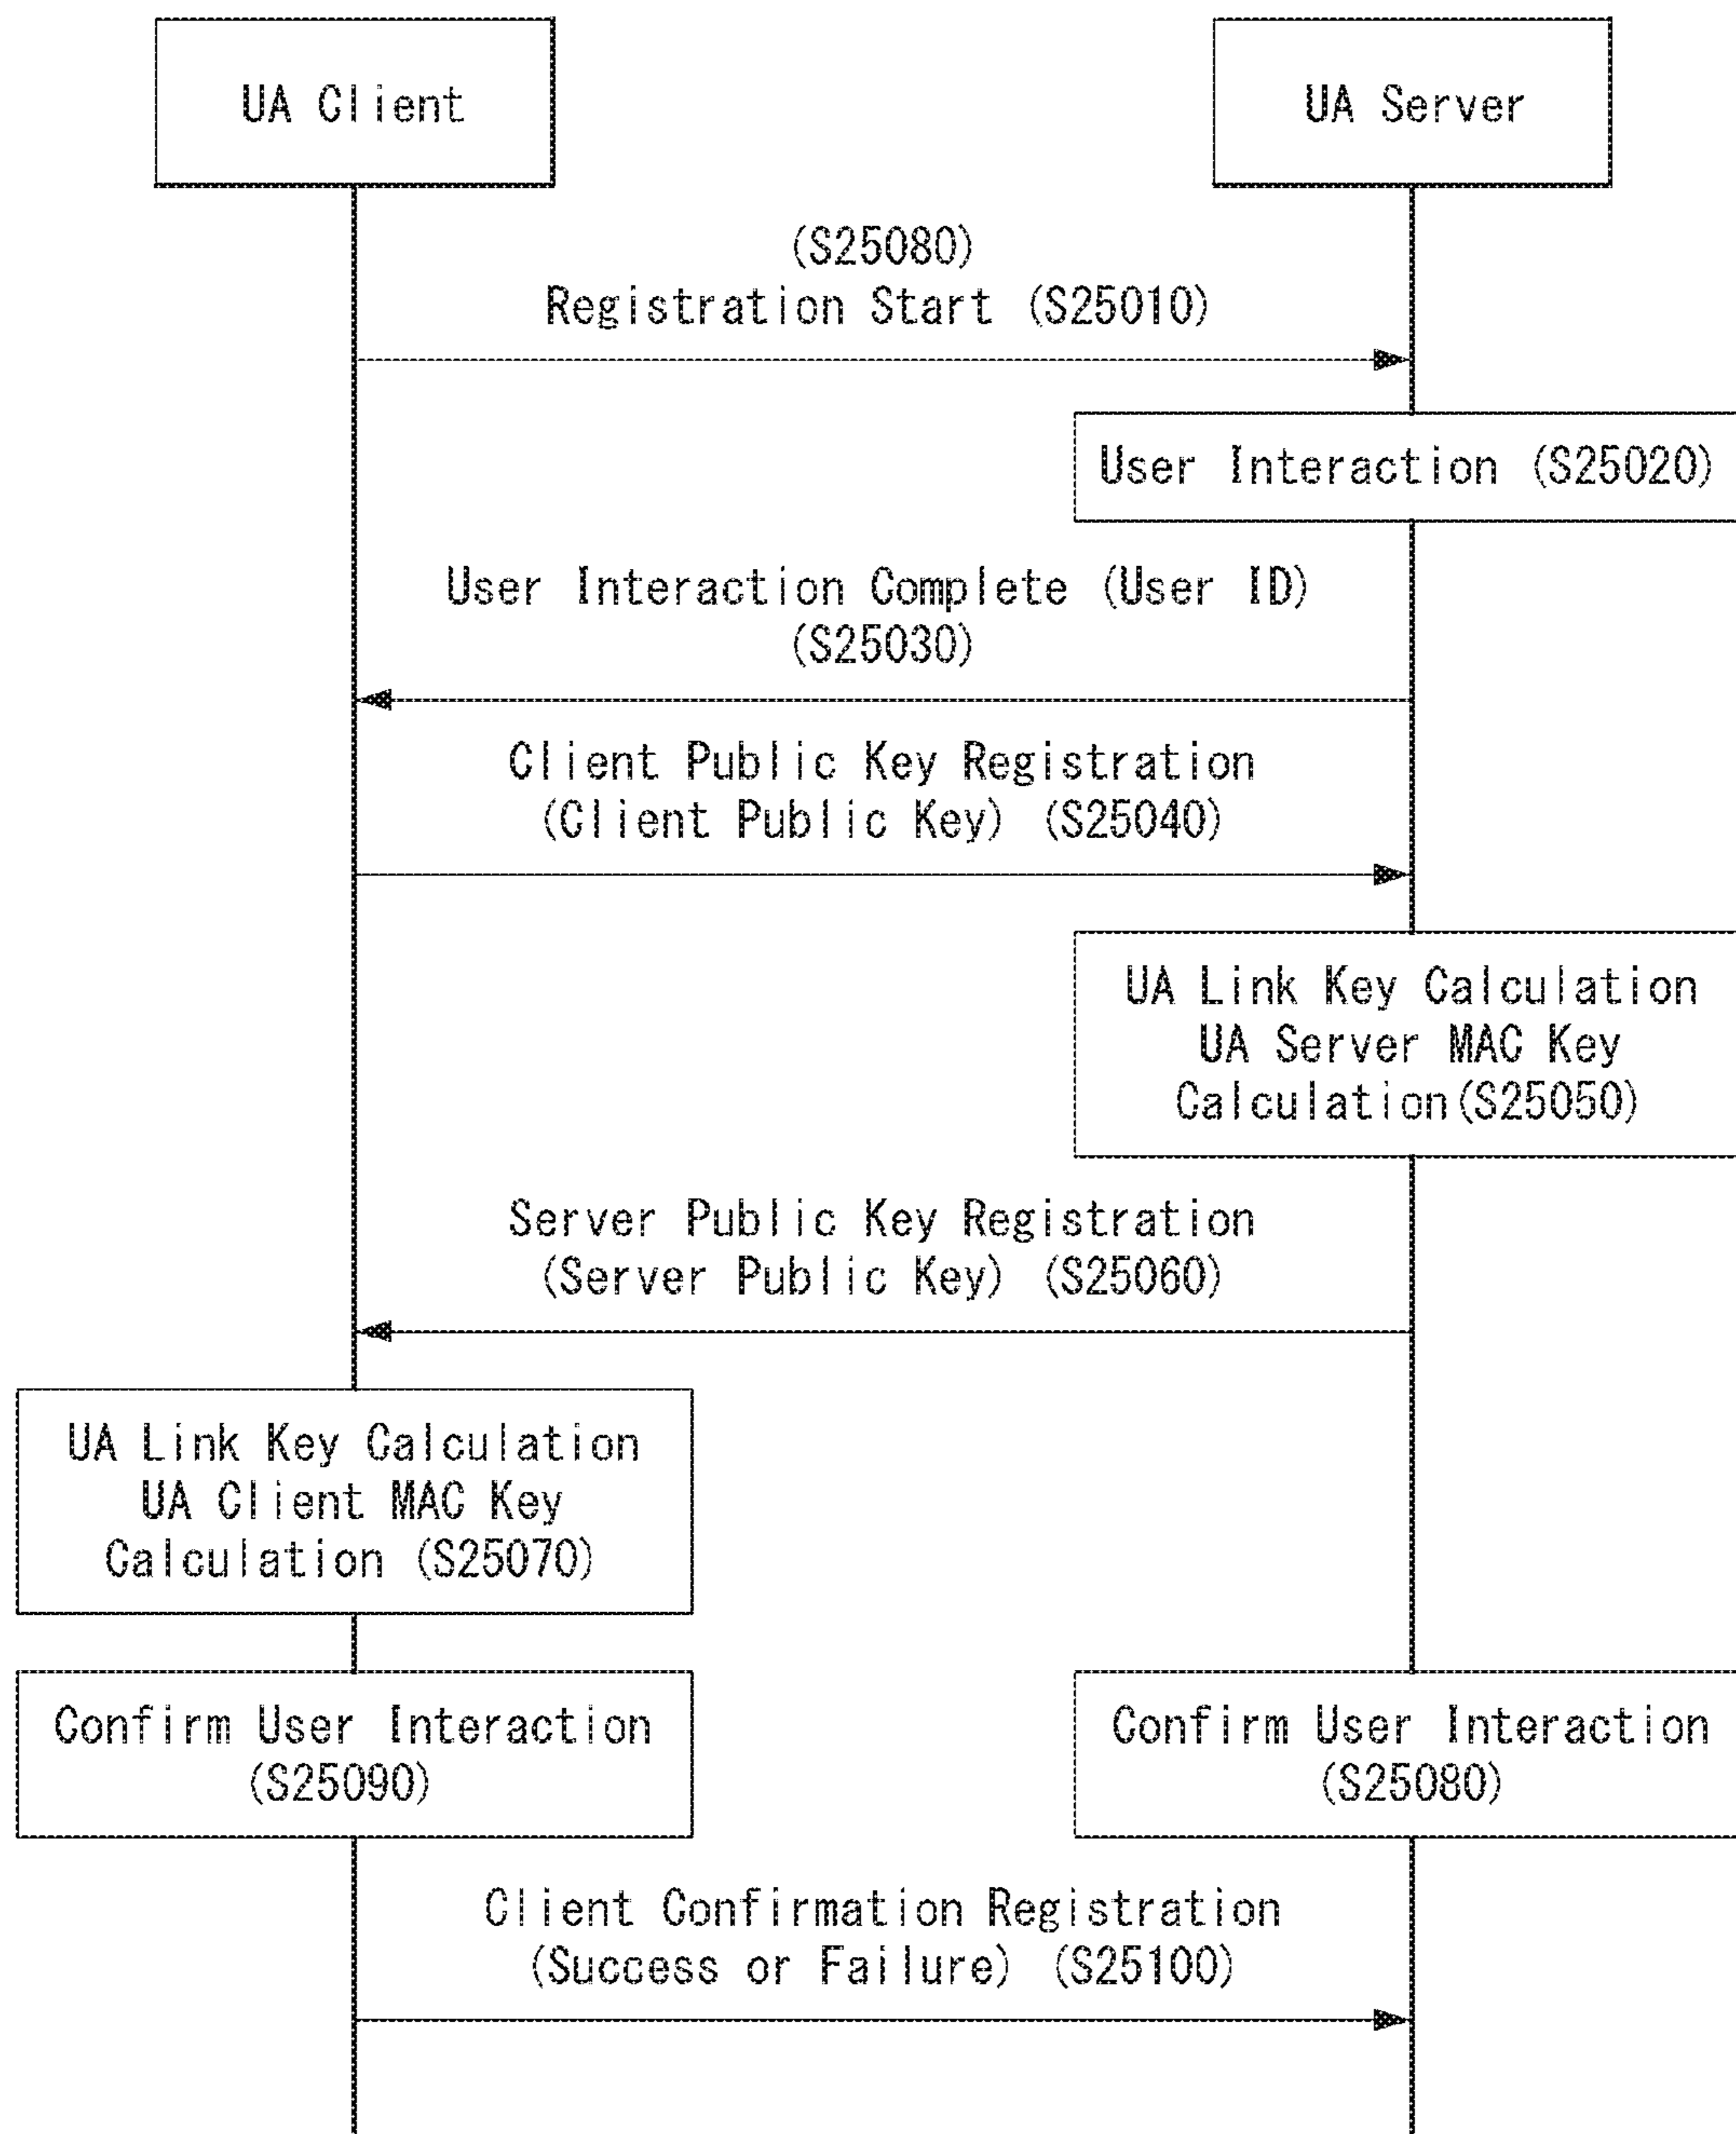 UA Client
UA Server
(S25080)
Registration Start (S25010)
User Interaction (S25020)
User Interaction Complete (User ID)
(S25030)
Client Public Key Registration
(Client Public Key) (S25040)
UA Link Key Calculation
UA Server MAC Key
Calculation(S25050)
Server Public Key Registration
(Server Public Key) (S25060)
UA Link Key Calculation
UA Client MAC Key
Calculation (S25070)
Confirm User Interaction
(S25090)
Confirm User Interaction
(S25080)
Client Confirmation Registration
(Success or Failure) (S25100)